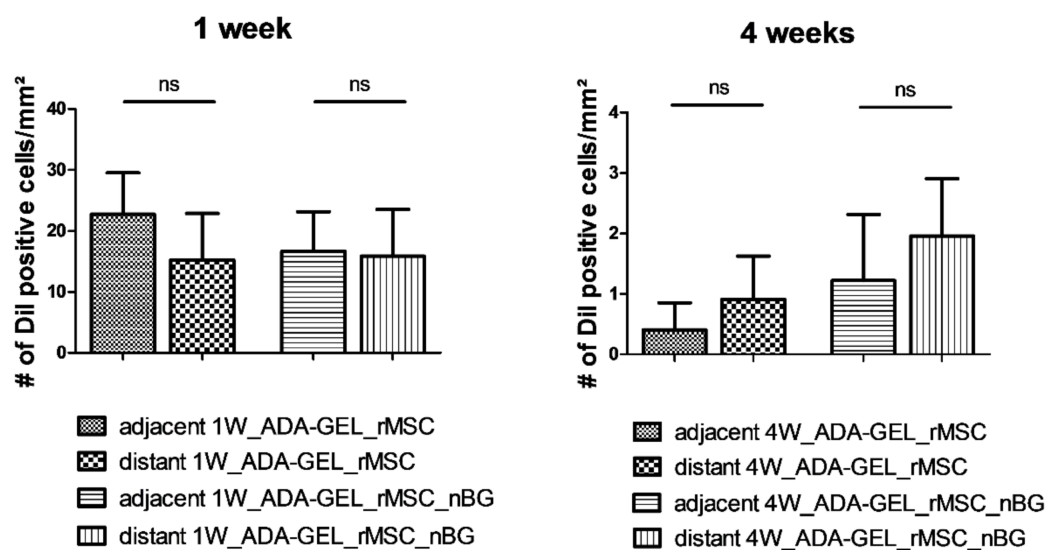 1 week
ns
ns
# of DiI positive cells/mm²
40
30
20
10
0
adjacent 1W_ADA-GEL_rMSC
distant 1W_ADA-GEL_rMSC
adjacent 1W_ADA-GEL_rMSC_nBG
distant 1W_ADA-GEL_rMSC_nBG
4 weeks
ns
ns
# of DiI positive cells/mm²
4
3
2
1
0
adjacent 4W_ADA-GEL_rMSC
distant 4W_ADA-GEL_rMSC
adjacent 4W_ADA-GEL_rMSC_nBG
distant 4W_ADA-GEL_rMSC_nBG